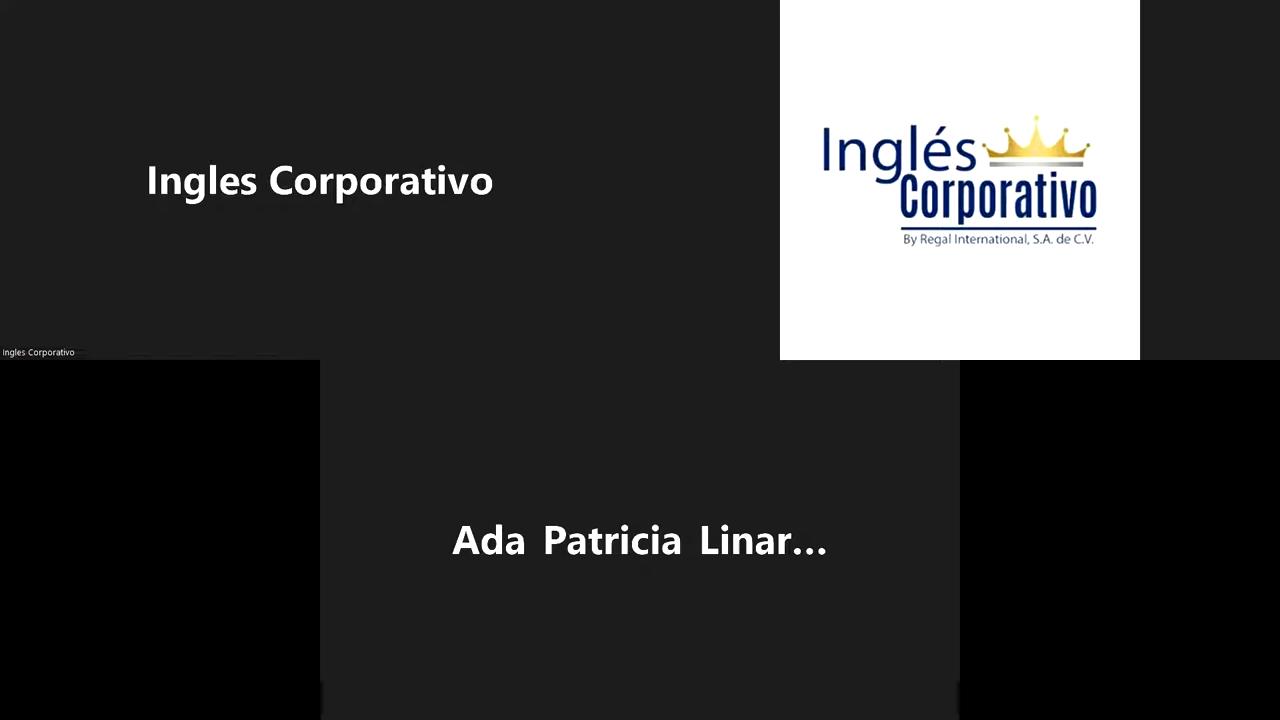 Ingles Corporativo
Inglés
Corporativo
By Regal International, S.A. de C.V.
Ingles Corporativo
Ada Patricia Linar...